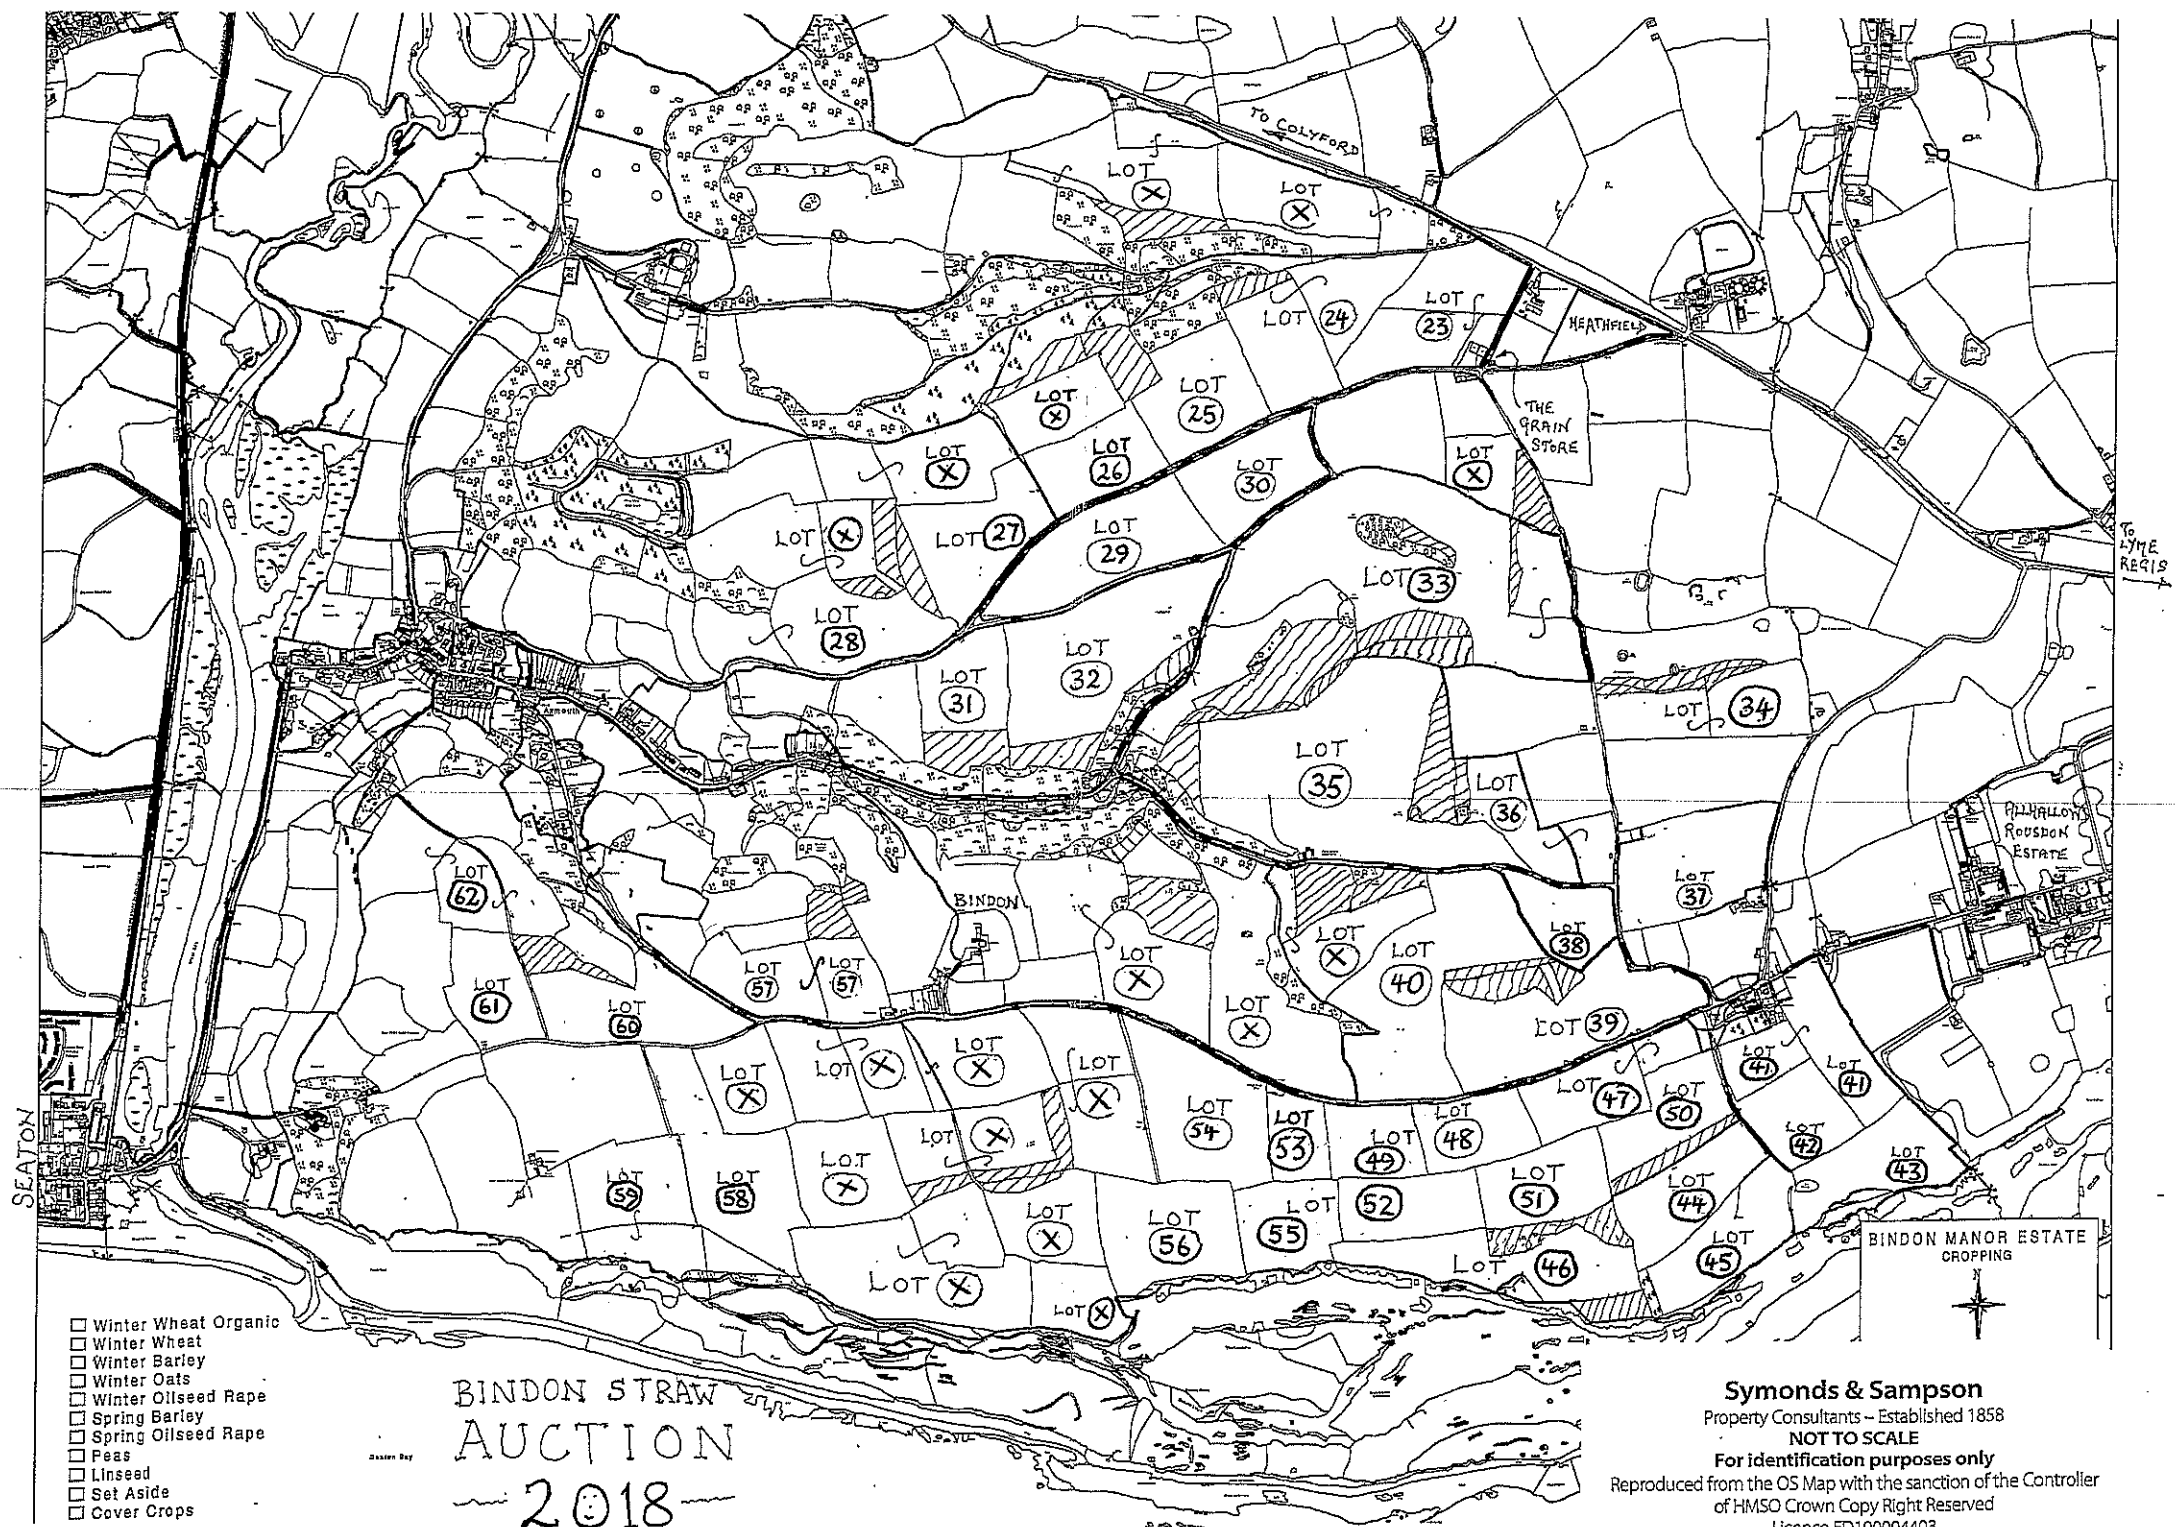 TO COLYFORD
LOT X
LOT X
LOT 24
LOT 23
HEATHFIELD
LOT X
LOT 25
THE
GRAIN
STORE
LOT X
LOT 26
LOT 30
LOT X
LOT X
LOT 27
LOT 29
TO
LYME
REGIS
LOT 33
LOT 28
LOT 31
LOT 32
LOT 34
Axmouth
LOT 35
LOT 36
ALLHALLOWS
ROUSDON
ESTATE
LOT 62
BINDON
LOT 37
LOT 38
LOT 57
LOT 57
LOT X
LOT X
LOT 40
LOT 61
LOT 60
LOT X
LOT 39
LOT X
LOT X
LOT X
LOT X
LOT 47
LOT 50
LOT 41
LOT 41
SEATON
LOT X
LOT 54
LOT 53
LOT 49
LOT 48
LOT 42
LOT 43
LOT 59
LOT 58
LOT X
LOT 52
LOT 51
LOT 44
LOT X
LOT 56
LOT 55
LOT 46
LOT 45
LOT X
LOT X
BINDON MANOR ESTATE
CROPPING
N
Winter Wheat Organic
Winter Wheat
Winter Barley
Winter Oats
Winter Oilseed Rape
Spring Barley
Spring Oilseed Rape
Peas
Linseed
Set Aside
Cover Crops
Seaton Bay
BINDON STRAW
AUCTION
2018
Symonds & Sampson
Property Consultants – Established 1858
NOT TO SCALE
For identification purposes only
Reproduced from the OS Map with the sanction of the Controller
of HMSO Crown Copy Right Reserved
License ED100004403